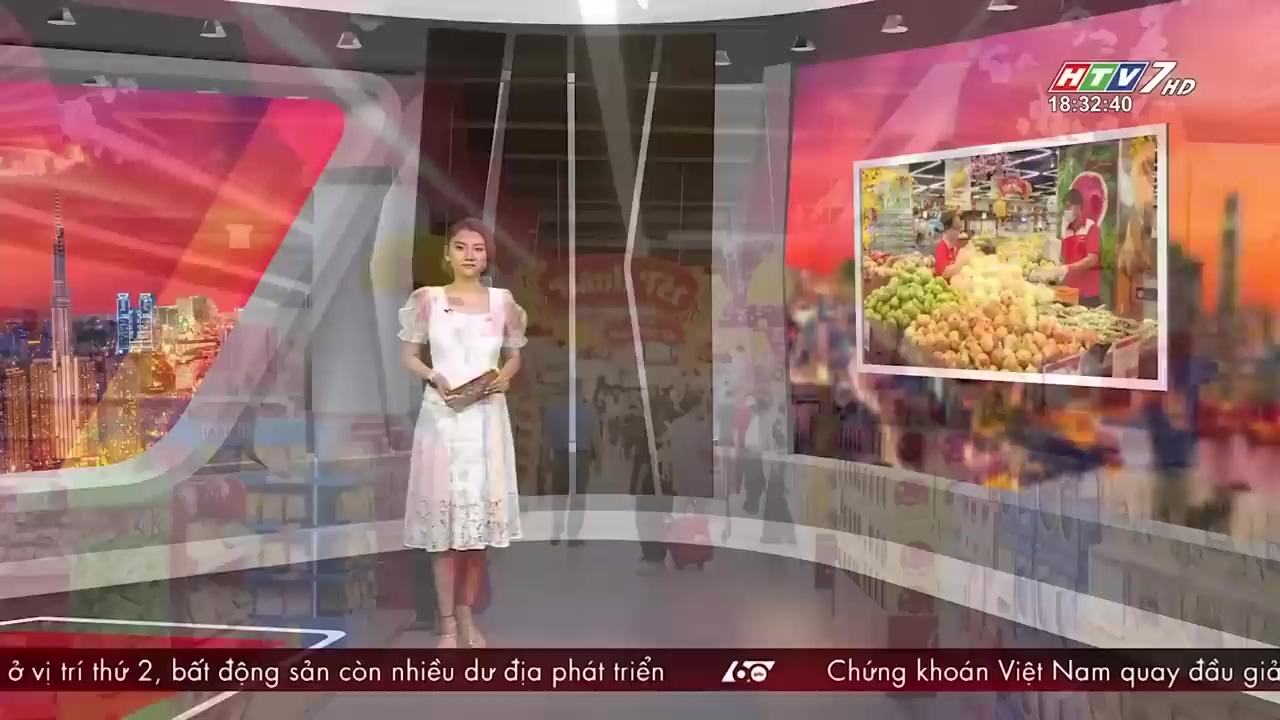 HTV7 HD
18:32:40
ở vị trí thứ 2, bất động sản còn nhiều dư địa phát triển
60 Chứng khoán Việt Nam quay đầu giả